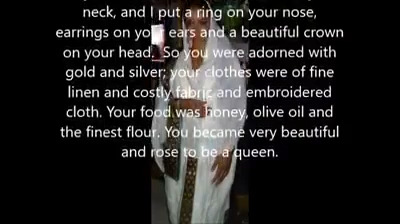 neck, and I put a ring on your nose,
earrings on your ears and a beautiful crown
on your head.  So you were adorned with
gold and silver; your clothes were of fine
linen and costly fabric and embroidered
cloth. Your food was honey, olive oil and
the finest flour. You became very beautiful
and rose to be a queen.